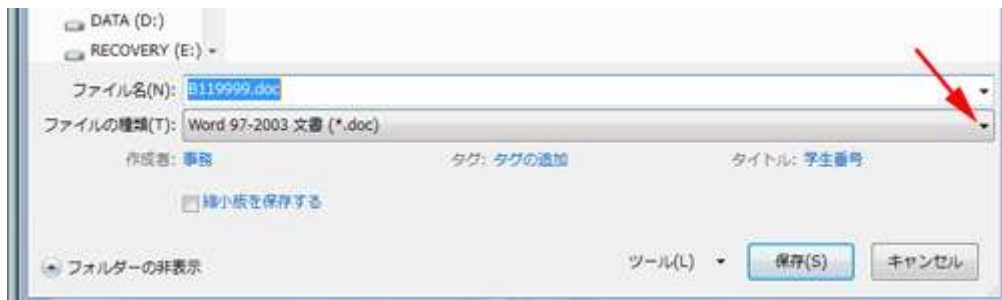 DATA (D:)
RECOVERY (E:)
ファイル名(N): B119999.doc
ファイルの種類(T): Word 97-2003 文書 (*.doc)
作成者: 事務 タグ: タグの追加 タイトル: 学生番号
縮小版を保存する
フォルダーの非表示 ツール(L) 保存(S) キャンセル